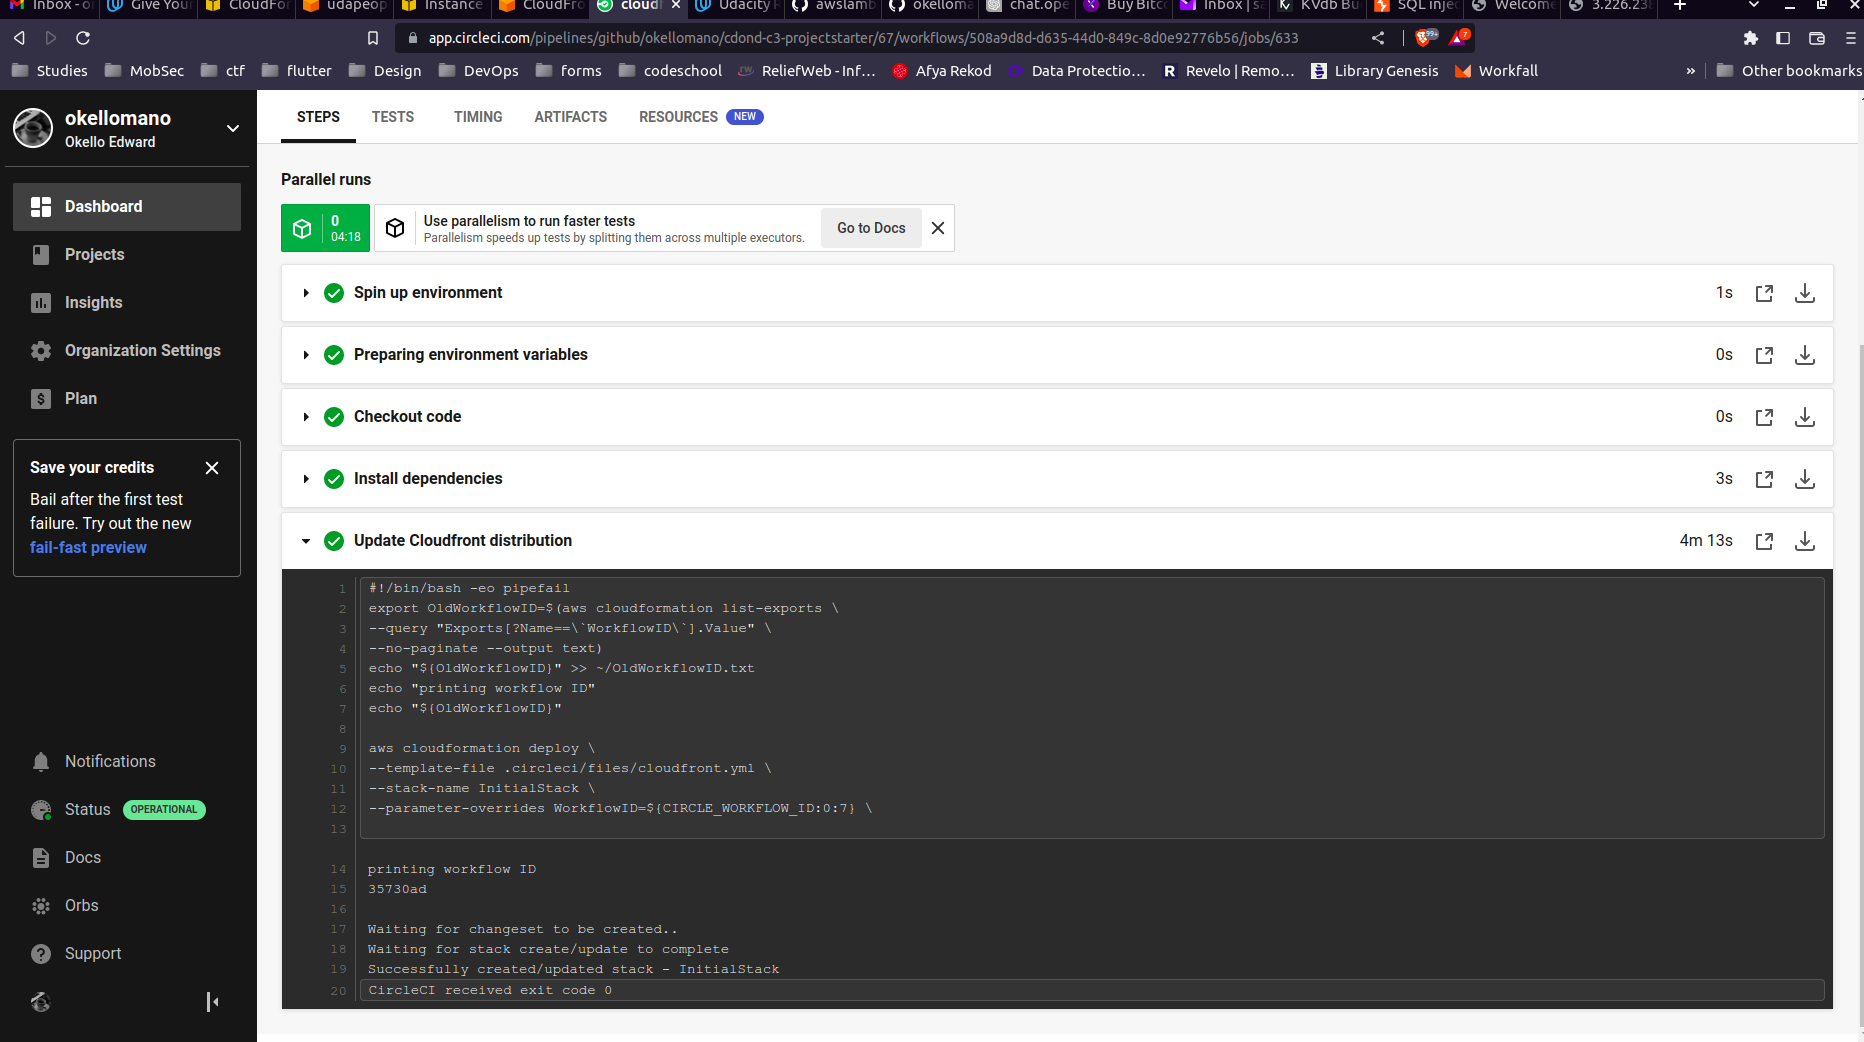 Inbox - o
Give Your
CloudFor
udapeop
Instance
CloudFro
cloudf
Udacity
awslamb
okelloma
chat.ope
Buy Bitco
Inbox | s
KVdb Bu
SQL injec
Welcome
3.226.23
app.circleci.com/pipelines/github/okellomano/cdond-c3-projectstarter/67/workflows/508a9d8d-d635-44d0-849c-8d0e92776b56/jobs/633
99+
7
Studies
MobSec
ctf
flutter
Design
DevOps
forms
codeschool
ReliefWeb - Inf...
Afya Rekod
Data Protectio...
Revelo | Remo...
Library Genesis
Workfall
»
Other bookmarks
okellomano
Okello Edward
Dashboard
Projects
Insights
Organization Settings
Plan
Save your credits
Bail after the first test
failure. Try out the new
fail-fast preview
Notifications
Status OPERATIONAL
Docs
Orbs
Support
STEPS TESTS TIMING ARTIFACTS RESOURCES NEW
Parallel runs
0
04:18
Use parallelism to run faster tests
Parallelism speeds up tests by splitting them across multiple executors.
Go to Docs
Spin up environment 1s
Preparing environment variables 0s
Checkout code 0s
Install dependencies 3s
Update Cloudfront distribution 4m 13s
1 #!/bin/bash -eo pipefail
2 export OldWorkflowID=$(aws cloudformation list-exports \
3 --query "Exports[?Name==\`WorkflowID\`].Value" \
4 --no-paginate --output text)
5 echo "${OldWorkflowID}" >> ~/OldWorkflowID.txt
6 echo "printing workflow ID"
7 echo "${OldWorkflowID}"
8
9 aws cloudformation deploy \
10 --template-file .circleci/files/cloudfront.yml \
11 --stack-name InitialStack \
12 --parameter-overrides WorkflowID=${CIRCLE_WORKFLOW_ID:0:7} \
13
14 printing workflow ID
15 35730ad
16
17 Waiting for changeset to be created..
18 Waiting for stack create/update to complete
19 Successfully created/updated stack - InitialStack
20 CircleCI received exit code 0